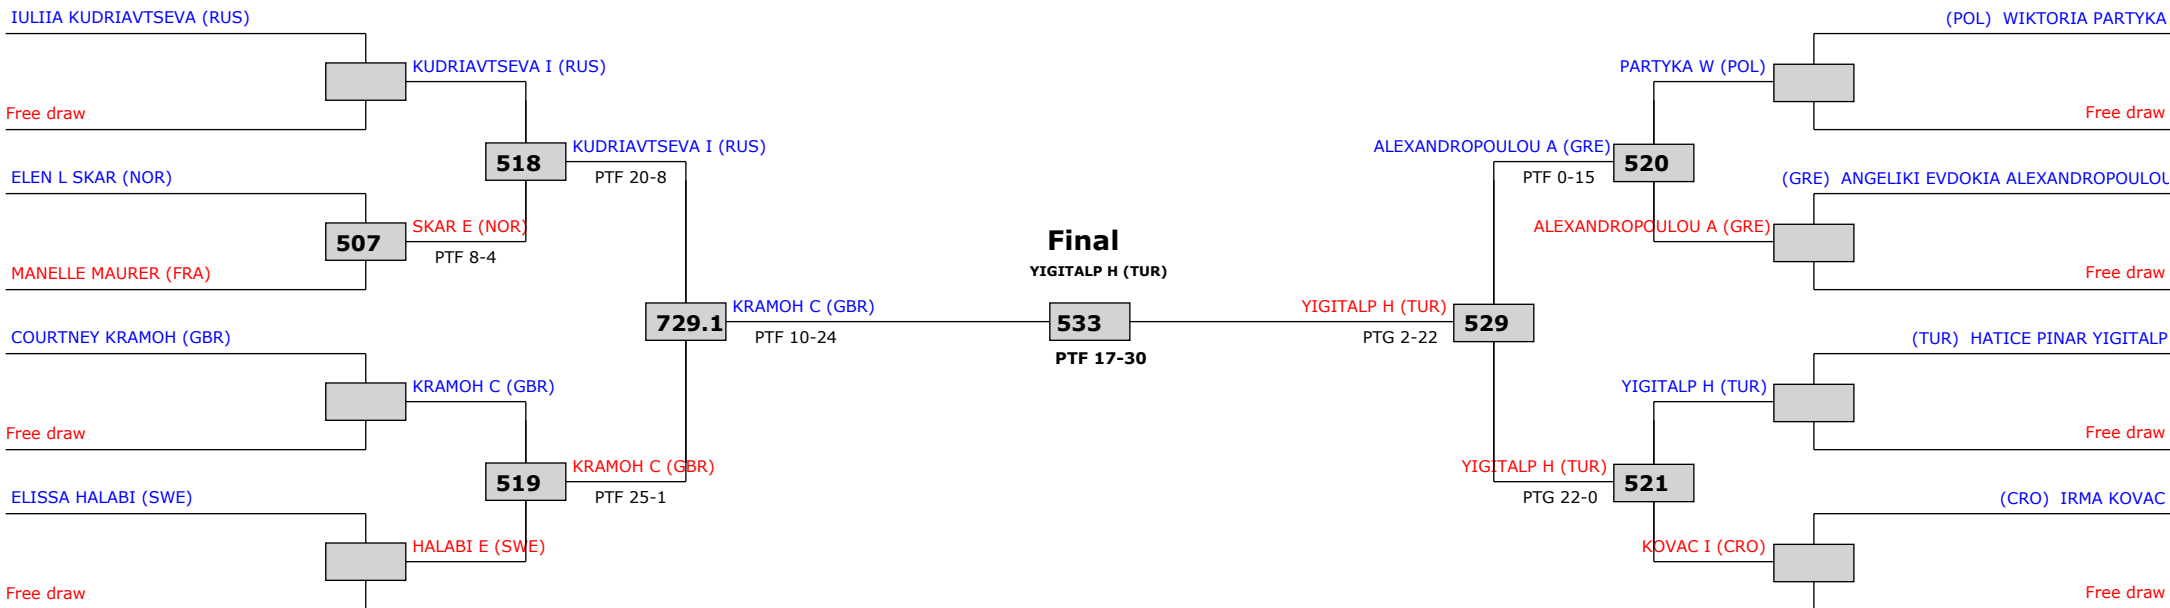 IULIIA KUDRIAVTSEVA (RUS)
Free draw
ELEN L SKAR (NOR)
MANELLE MAURER (FRA)
COURTNEY KRAMOH (GBR)
Free draw
ELISSA HALABI (SWE)
Free draw
KUDRIAVTSEVA I (RUS)
507
SKAR E (NOR)
PTF 8-4
KRAMOH C (GBR)
HALABI E (SWE)
518
KUDRIAVTSEVA I (RUS)
PTF 20-8
519
KRAMOH C (GBR)
PTF 25-1
729.1
KRAMOH C (GBR)
PTF 10-24
Final
YIGITALP H (TUR)
533
PTF 17-30
YIGITALP H (TUR)
PTG 2-22
529
ALEXANDROPOULOU A (GRE)
PTF 0-15
520
YIGITALP H (TUR)
PTG 22-0
521
PARTYKA W (POL)
ALEXANDROPOULOU A (GRE)
YIGITALP H (TUR)
KOVAC I (CRO)
(POL) WIKTORIA PARTYKA
Free draw
(GRE) ANGELIKI EVDOKIA ALEXANDROPOULOU
Free draw
(TUR) HATICE PINAR YIGITALP
Free draw
(CRO) IRMA KOVAC
Free draw